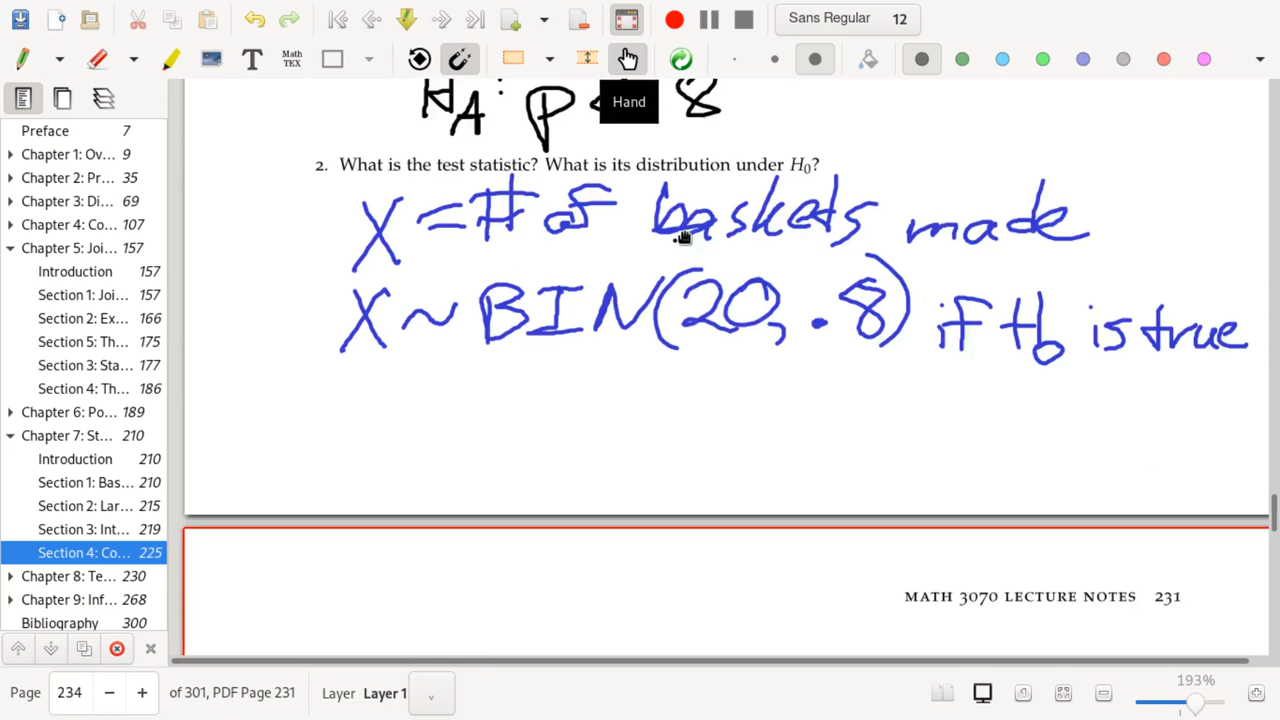 Sans Regular 12
Math TEX
Preface 7
Chapter 1: Ov... 9
Chapter 2: Pr... 35
Chapter 3: Di... 69
Chapter 4: Co... 107
Chapter 5: Joi... 157
Introduction 157
Section 1: Joi... 157
Section 2: Ex... 166
Section 5: Th... 175
Section 3: Sta... 177
Section 4: Th... 186
Chapter 6: Po... 189
Chapter 7: St... 210
Introduction 210
Section 1: Bas... 210
Section 2: Lar... 215
Section 3: Int... 219
Section 4: Co... 225
Chapter 8: Te... 230
Chapter 9: Inf... 268
Bibliography 300
HA: p < 8
Hand
2. What is the test statistic? What is its distribution under H0?
X = # of baskets made
X ~ BIN(20, .8) if H0 is true
MATH 3070 LECTURE NOTES 231
Page 234 of 301, PDF Page 231 Layer Layer 1
193%